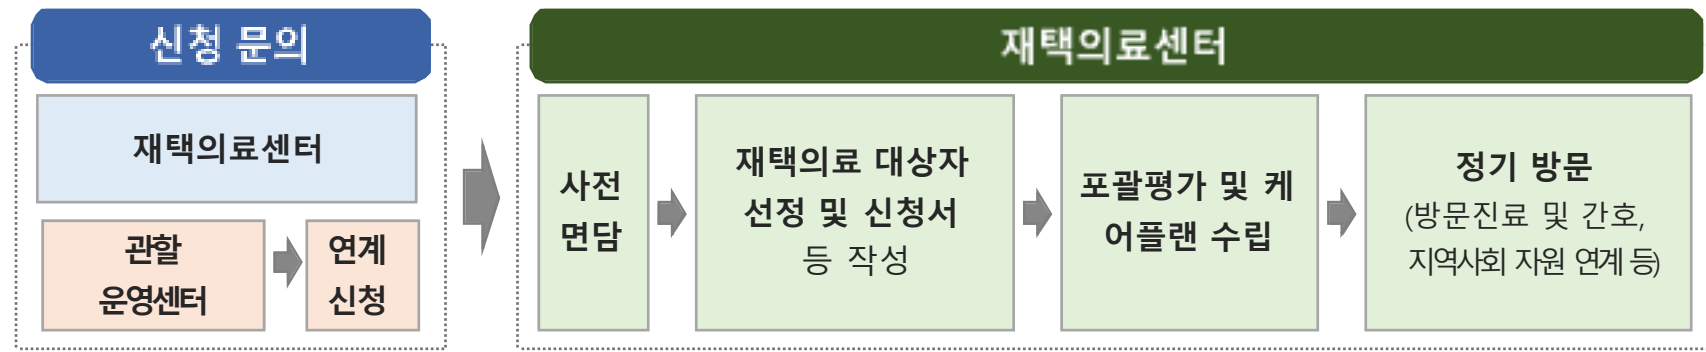 신청 문의
재택의료센터
관할
운영센터
연계
신청
재택의료센터
사전
면담
재택의료 대상자
선정 및 신청서
등 작성
포괄평가 및 케
어플랜 수립
정기 방문
(방문진료 및 간호,
지역사회 자원 연계 등)